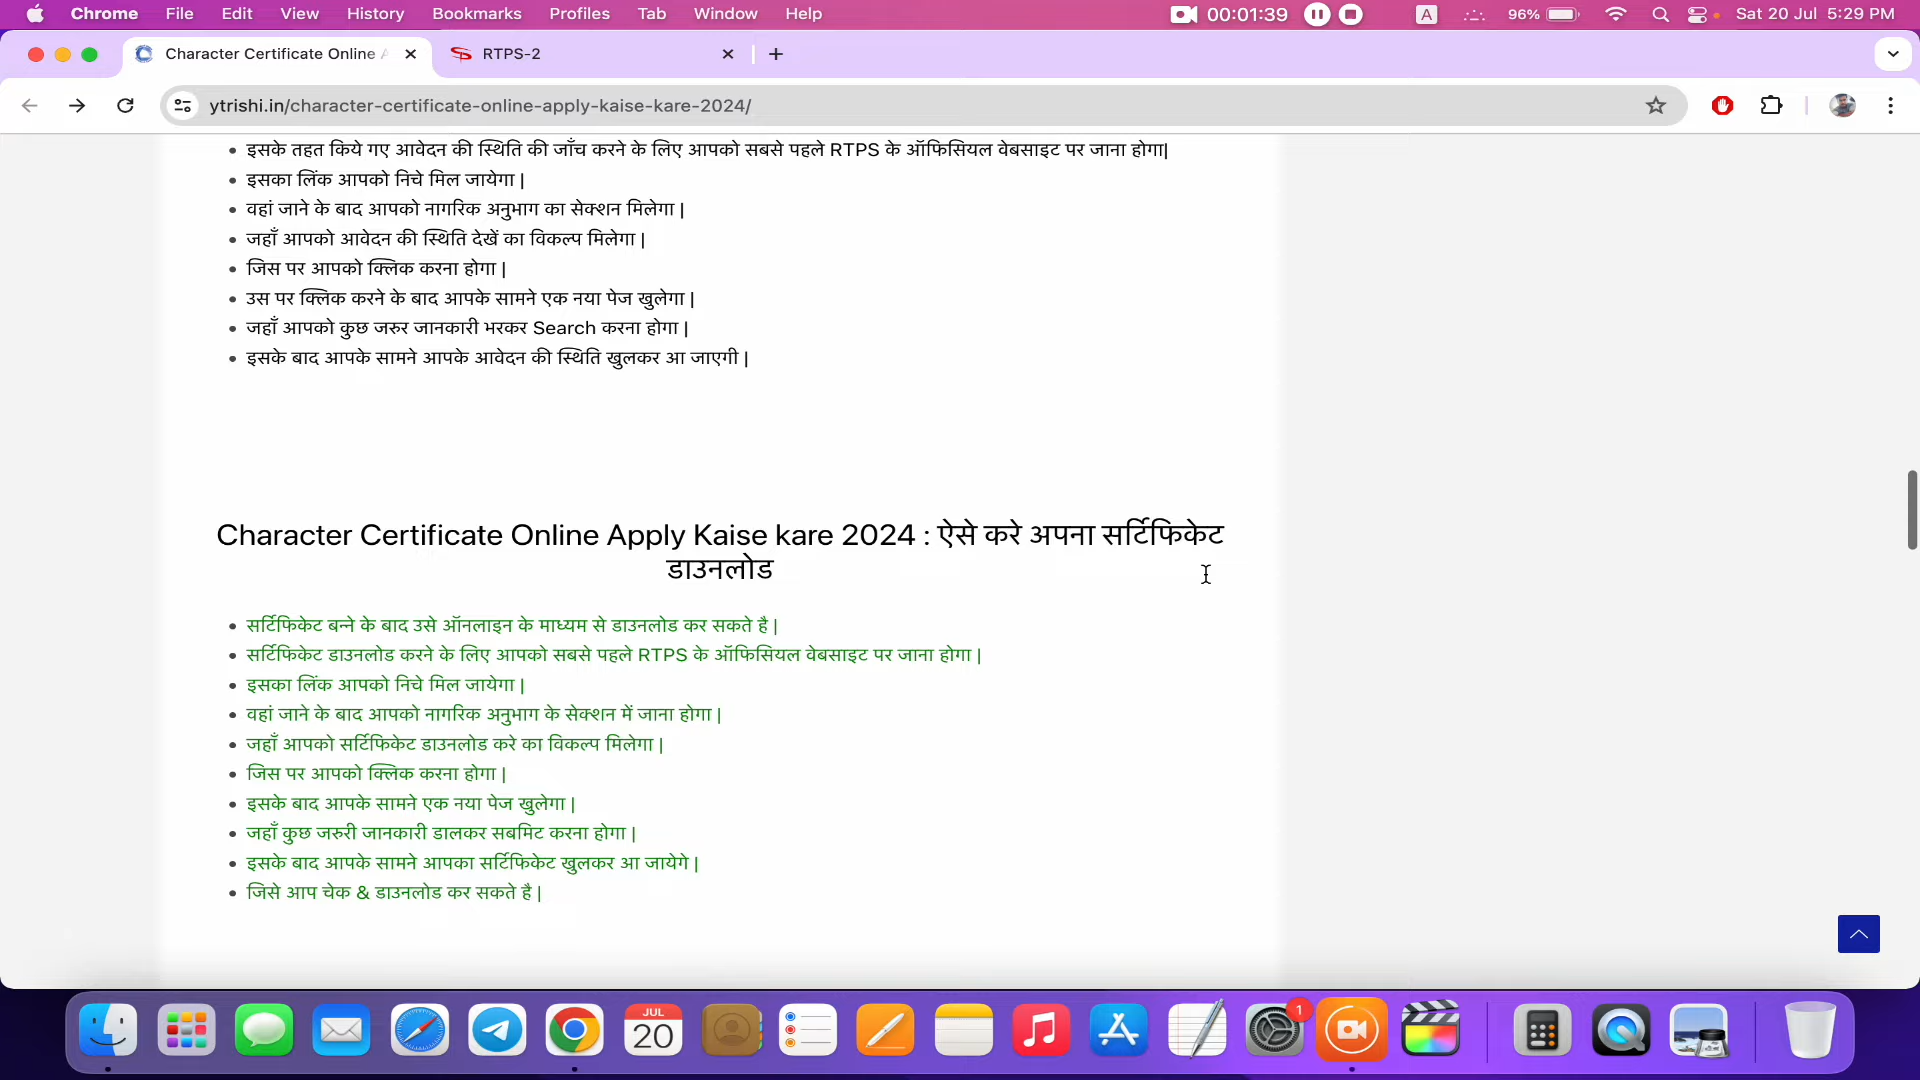 Chrome File Edit View History Bookmarks Profiles Tab Window Help 00:01:39 A 96% Sat 20 Jul 5:29 PM
Character Certificate Online A RTPS-2
ytrishi.in/character-certificate-online-apply-kaise-kare-2024/
इसके तहत किये गए आवेदन की स्थिति की जाँच करने के लिए आपको सबसे पहले RTPS के ऑफिसियल वेबसाइट पर जाना होगा|
इसका लिंक आपको निचे मिल जायेगा |
वहां जाने के बाद आपको नागरिक अनुभाग का सेक्शन मिलेगा |
जहाँ आपको आवेदन की स्थिति देखें का विकल्प मिलेगा |
जिस पर आपको क्लिक करना होगा |
उस पर क्लिक करने के बाद आपके सामने एक नया पेज खुलेगा |
जहाँ आपको कुछ जरुर जानकारी भरकर Search करना होगा |
इसके बाद आपके सामने आपके आवेदन की स्थिति खुलकर आ जाएगी |
Character Certificate Online Apply Kaise kare 2024 : ऐसे करे अपना सर्टिफिकेट
डाउनलोड
सर्टिफिकेट बन्ने के बाद उसे ऑनलाइन के माध्यम से डाउनलोड कर सकते है |
सर्टिफिकेट डाउनलोड करने के लिए आपको सबसे पहले RTPS के ऑफिसियल वेबसाइट पर जाना होगा |
इसका लिंक आपको निचे मिल जायेगा |
वहां जाने के बाद आपको नागरिक अनुभाग के सेक्शन में जाना होगा |
जहाँ आपको सर्टिफिकेट डाउनलोड करे का विकल्प मिलेगा |
जिस पर आपको क्लिक करना होगा |
इसके बाद आपके सामने एक नया पेज खुलेगा |
जहाँ कुछ जरुरी जानकारी डालकर सबमिट करना होगा |
इसके बाद आपके सामने आपका सर्टिफिकेट खुलकर आ जायेगे |
जिसे आप चेक & डाउनलोड कर सकते है |
JUL
20
1